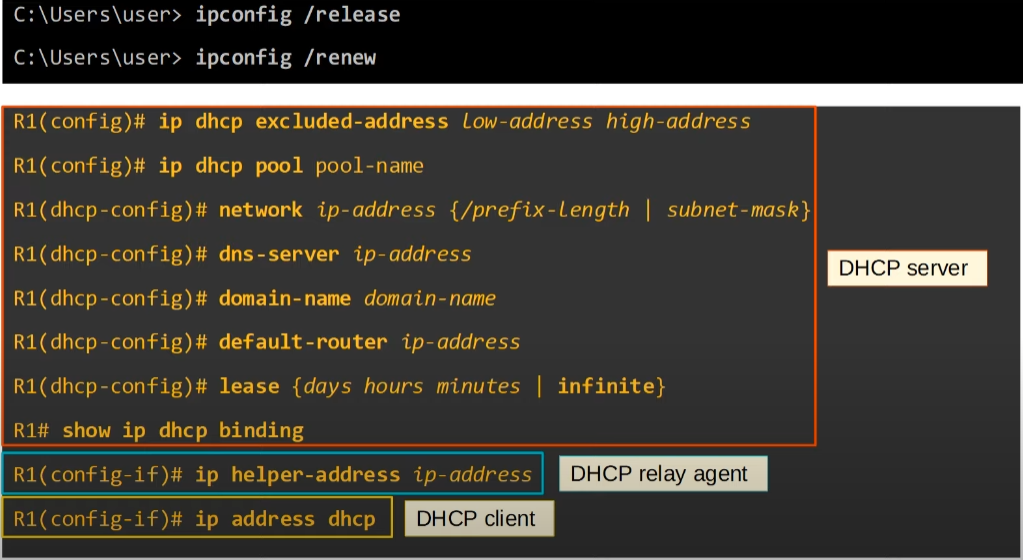 C:\Users\user> ipconfig /release
C:\Users\user> ipconfig /renew
R1(config)# ip dhcp excluded-address low-address high-address
R1(config)# ip dhcp pool pool-name
R1(dhcp-config)# network ip-address {/prefix-length | subnet-mask}
R1(dhcp-config)# dns-server ip-address
DHCP server
R1(dhcp-config)# domain-name domain-name
R1(dhcp-config)# default-router ip-address
R1(dhcp-config)# lease {days hours minutes | infinite}
R1# show ip dhcp binding
R1(config-if)# ip helper-address ip-address
DHCP relay agent
R1(config-if)# ip address dhcp
DHCP client